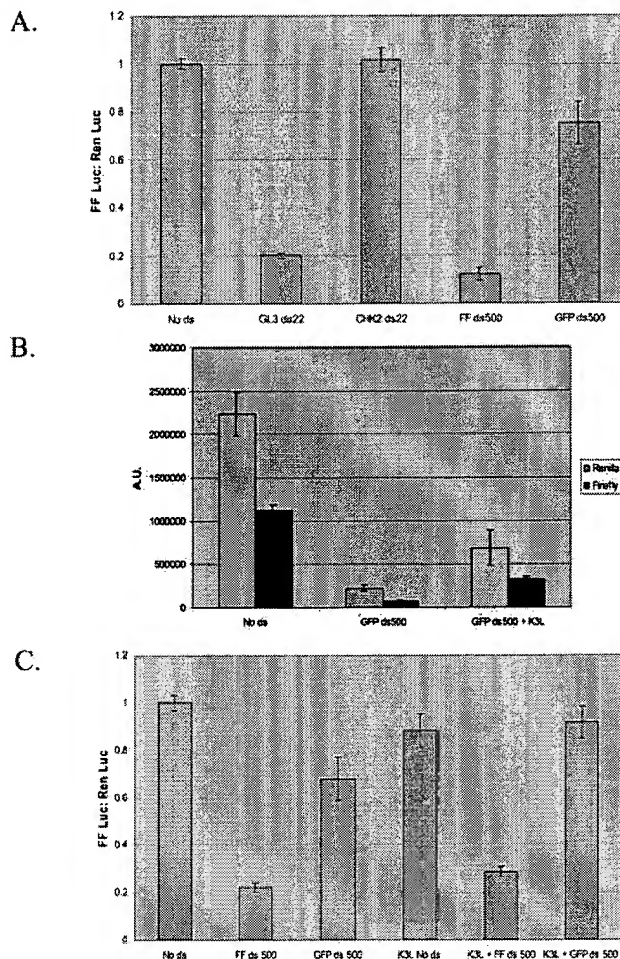 A.
1.2
1
0.8
0.6
0.4
0.2
0
FF Luc: Ren Luc
No ds
GL3 ds22
CHK2 ds22
FF ds500
GFP ds500
B.
3000000
2500000
2000000
1500000
1000000
500000
0
A.U.
Renilla
Firefly
No ds
GFP ds500
GFP ds500 + K3L
C.
1.2
1
0.8
0.6
0.4
0.2
0
FF Luc: Ren Luc
No ds
FF ds 500
GFP ds 500
K3L No ds
K3L + FF ds 500
K3L + GFP ds 500